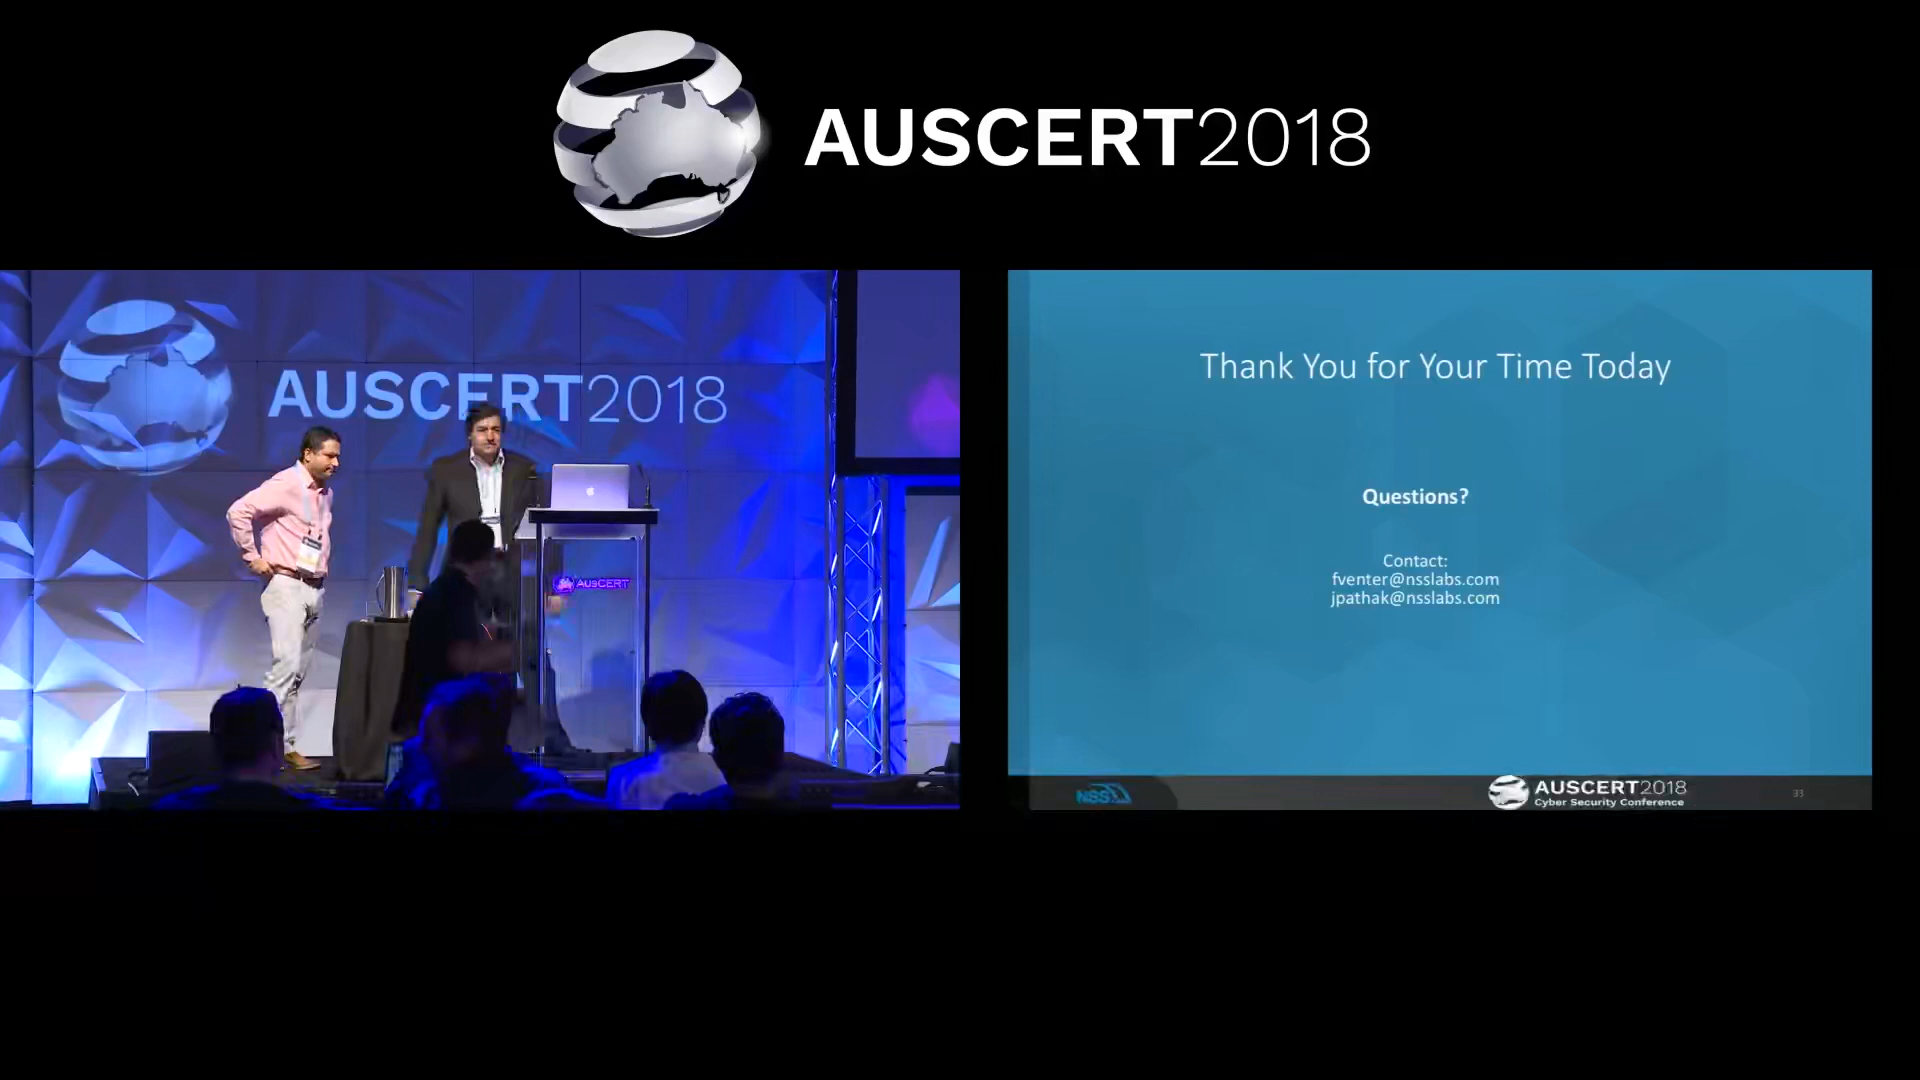 AUSCERT2018
AUSCERT2018
AUSCERT
Thank You for Your Time Today
Questions?
Contact:
fventer@nsslabs.com
jpathak@nsslabs.com
NSS
AUSCERT2018
Cyber Security Conference
33